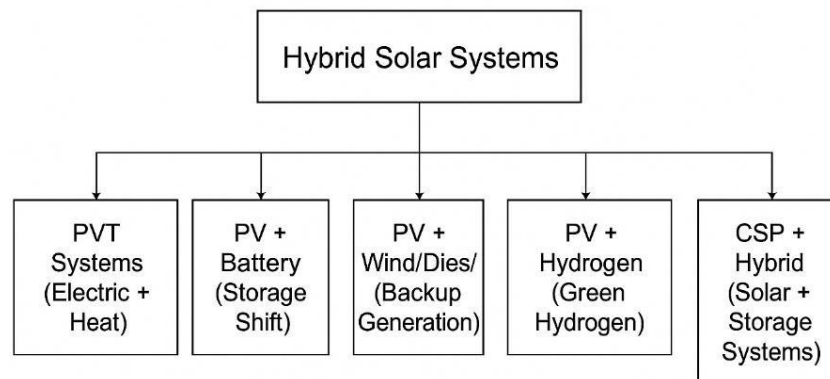 Hybrid Solar Systems
PVT
Systems
(Electric +
Heat)
PV +
Battery
(Storage
Shift)
PV +
Wind/Dies/
(Backup
Generation)
PV +
Hydrogen
(Green
Hydrogen)
CSP +
Hybrid
(Solar +
Storage
Systems)